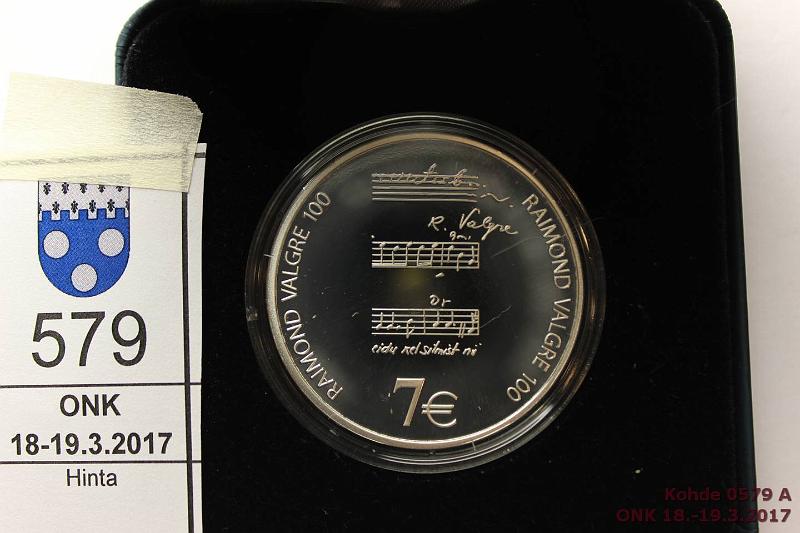 579
ONK
18-19.3.2017
Hinta
RAIMOND VALGRE 100
RAIMOND VALGRE 100
R. Valgre
7€
Kohde 0579 A
ONK 18.-19.3.2017